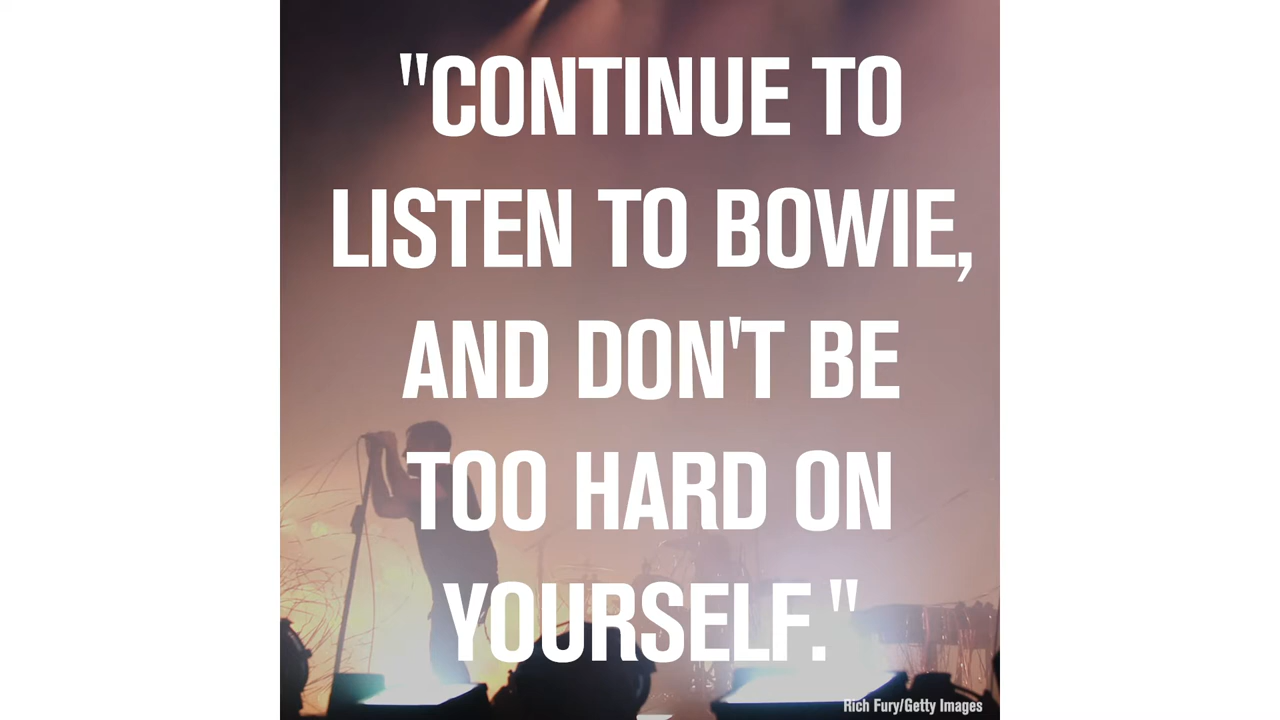 "CONTINUE TO
LISTEN TO BOWIE,
AND DON'T BE
TOO HARD ON
YOURSELF."
Rich Fury/Getty Images